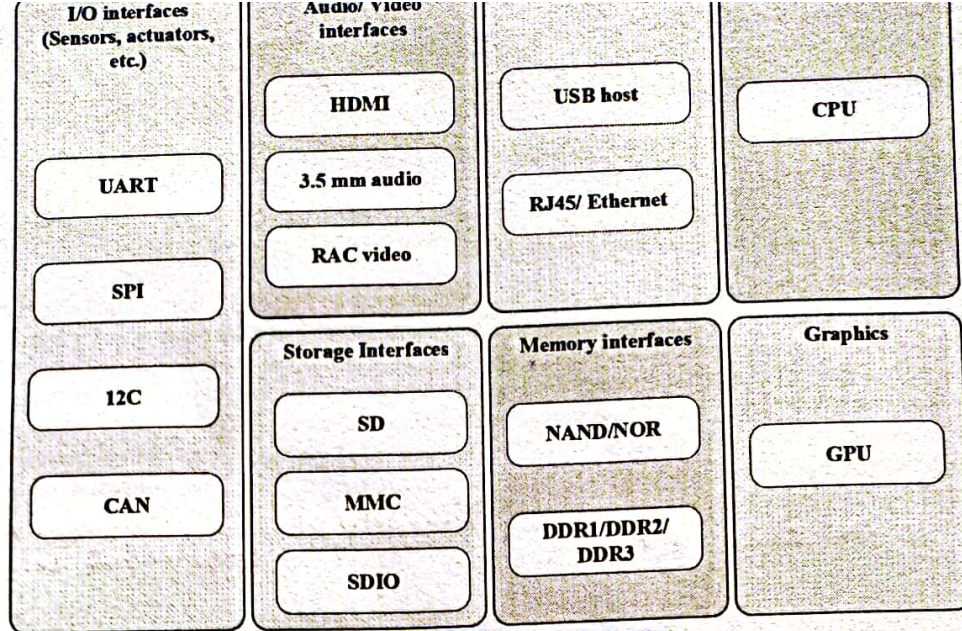 I/O interfaces
(Sensors, actuators,
etc.)
UART
SPI
12C
CAN
Audio/ Video
interfaces
HDMI
3.5 mm audio
RAC video
USB host
RJ45/ Ethernet
CPU
Storage Interfaces
SD
MMC
SDIO
Memory interfaces
NAND/NOR
DDR1/DDR2/
DDR3
Graphics
GPU